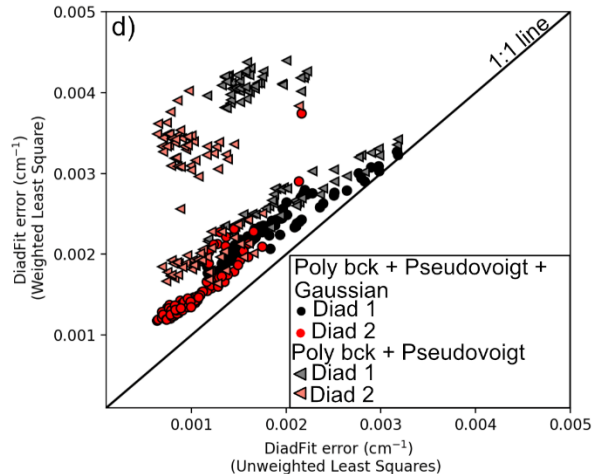 d)
1:1 line
0.005
0.004
0.003
0.002
0.001
DiadFit error (cm⁻¹)
(Weighted Least Square)
Poly bck + Pseudovoigt +
Gaussian
Diad 1
Diad 2
Poly bck + Pseudovoigt
Diad 1
Diad 2
0.001 0.002 0.003 0.004 0.005
DiadFit error (cm⁻¹)
(Unweighted Least Squares)